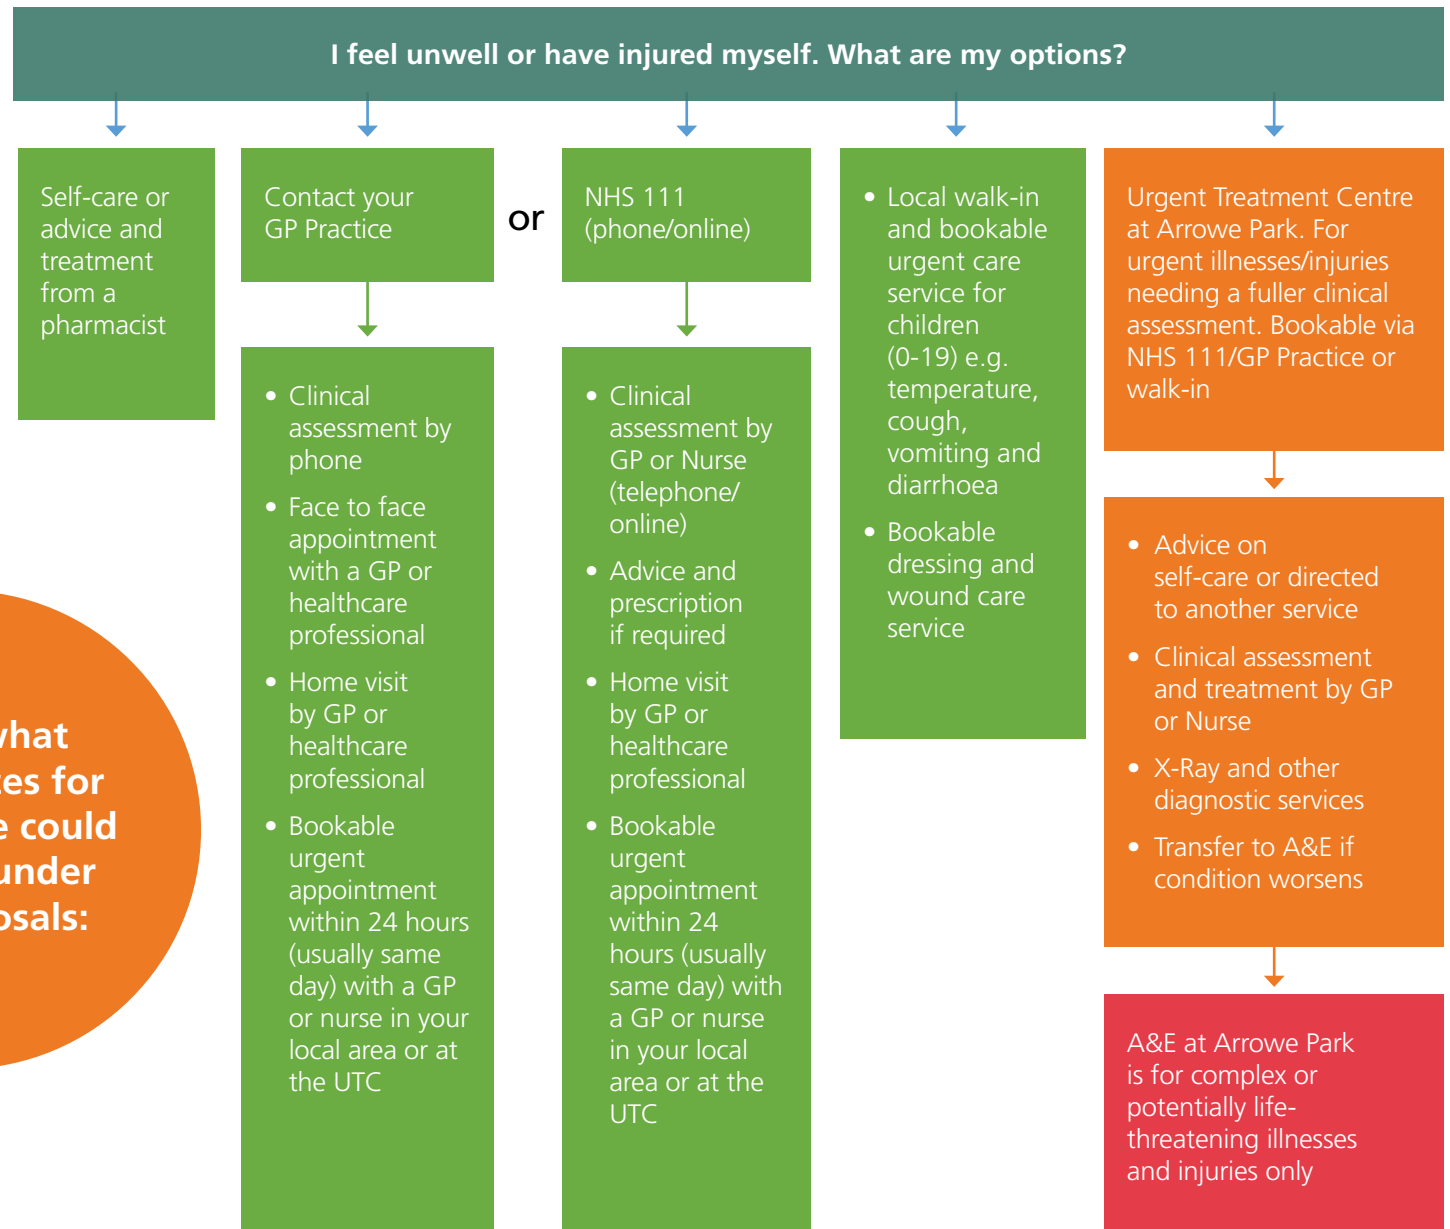 I feel unwell or have injured myself. What are my options?
Self-care or
advice and
treatment
from a
pharmacist
Contact your
GP Practice
or
NHS 111
(phone/online)
• Clinical
assessment by
phone
• Face to face
appointment
with a GP or
healthcare
professional
• Home visit
by GP or
healthcare
professional
• Bookable
urgent
appointment
within 24 hours
(usually same
day) with a GP
or nurse in your
local area or at
the UTC
• Clinical
assessment by
GP or Nurse
(telephone/
online)
• Advice and
prescription
if required
• Home visit
by GP or
healthcare
professional
• Bookable
urgent
appointment
within 24
hours (usually
same day) with
a GP or nurse
in your local
area or at the
UTC
• Local walk-in
and bookable
urgent care
service for
children
(0-19) e.g.
temperature,
cough,
vomiting and
diarrhoea
• Bookable
dressing and
wound care
service
Urgent Treatment Centre
at Arrowe Park. For
urgent illnesses/injuries
needing a fuller clinical
assessment. Bookable via
NHS 111/GP Practice or
walk-in
• Advice on
self-care or directed
to another service
• Clinical assessment
and treatment by GP
or Nurse
• X-Ray and other
diagnostic services
• Transfer to A&E if
condition worsens
A&E at Arrowe Park
is for complex or
potentially life-
threatening illnesses
and injuries only
what
for
could
under